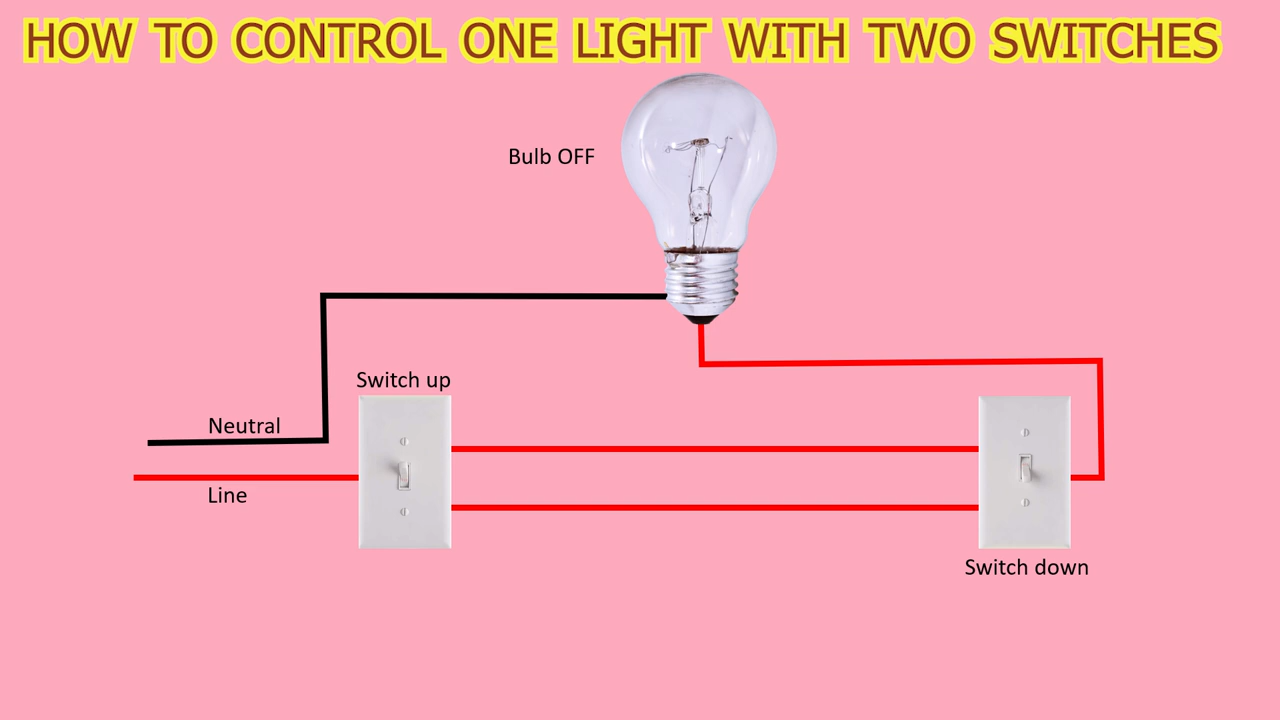 HOW TO CONTROL ONE LIGHT WITH TWO SWITCHES
Bulb OFF
Switch up
Neutral
Line
Switch down